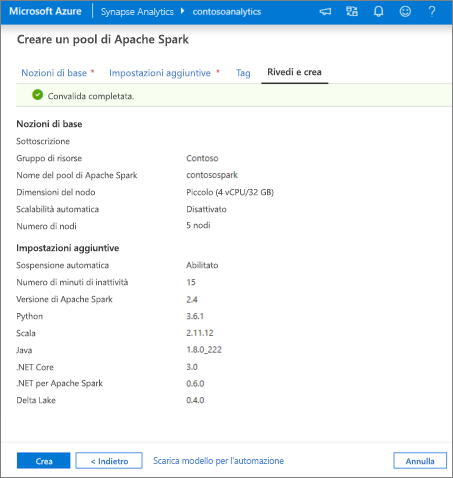 Microsoft Azure Synapse Analytics > contosoanalytics
Creare un pool di Apache Spark
Nozioni di base * Impostazioni aggiuntive * Tag Rivedi e crea
Convalida completata.
Nozioni di base
Sottoscrizione
Gruppo di risorse Contoso
Nome del pool di Apache Spark contosospark
Dimensioni del nodo Piccolo (4 vCPU/32 GB)
Scalabilità automatica Disattivato
Numero di nodi 5 nodi
Impostazioni aggiuntive
Sospensione automatica Abilitato
Numero di minuti di inattività 15
Versione di Apache Spark 2.4
Python 3.6.1
Scala 2.11.12
Java 1.8.0_222
.NET Core 3.0
.NET per Apache Spark 0.6.0
Delta Lake 0.4.0
Crea < Indietro Scarica modello per l'automazione Annulla